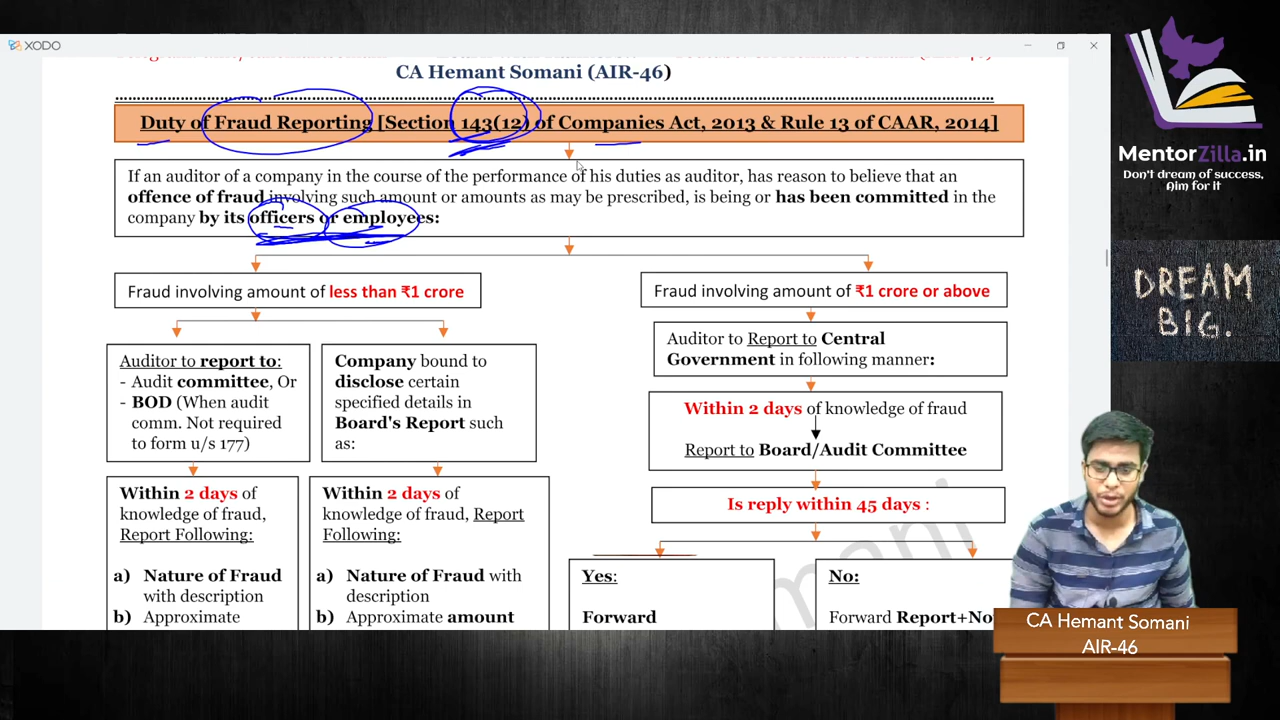 XODO
CA Hemant Somani (AIR-46)
Duty of Fraud Reporting [Section 143(12) of Companies Act, 2013 & Rule 13 of CAAR, 2014]
If an auditor of a company in the course of the performance of his duties as auditor, has reason to believe that an
offence of fraud involving such amount or amounts as may be prescribed, is being or has been committed in the
company by its officers or employees:
Fraud involving amount of less than ₹1 crore
Fraud involving amount of ₹1 crore or above
Auditor to report to:
- Audit committee, Or
- BOD (When audit
comm. Not required
to form u/s 177)
Company bound to
disclose certain
specified details in
Board's Report such
as:
Auditor to Report to Central
Government in following manner:
Within 2 days of knowledge of fraud
Report to Board/Audit Committee
Within 2 days of
knowledge of fraud,
Report Following:
a) Nature of Fraud
with description
b) Approximate
Within 2 days of
knowledge of fraud, Report
Following:
a) Nature of Fraud with
description
b) Approximate amount
Is reply within 45 days :
Yes:
Forward
No:
Forward Report+No
mani
MentorZilla.in
Don't dream of success,
Aim for it
DREAM
BIG.
CA Hemant Somani
AIR-46